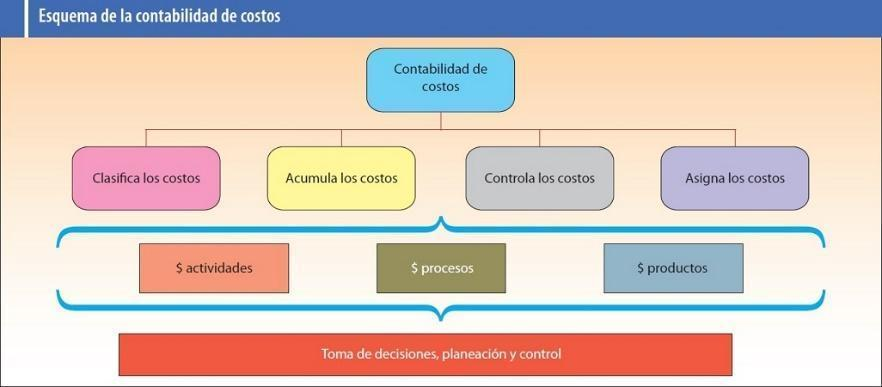 Esquema de la contabilidad de costos
Contabilidad de
costos
Clasifica los costos
Acumula los costos
Controla los costos
Asigna los costos
$ actividades
$ procesos
$ productos
Toma de decisiones, planeación y control